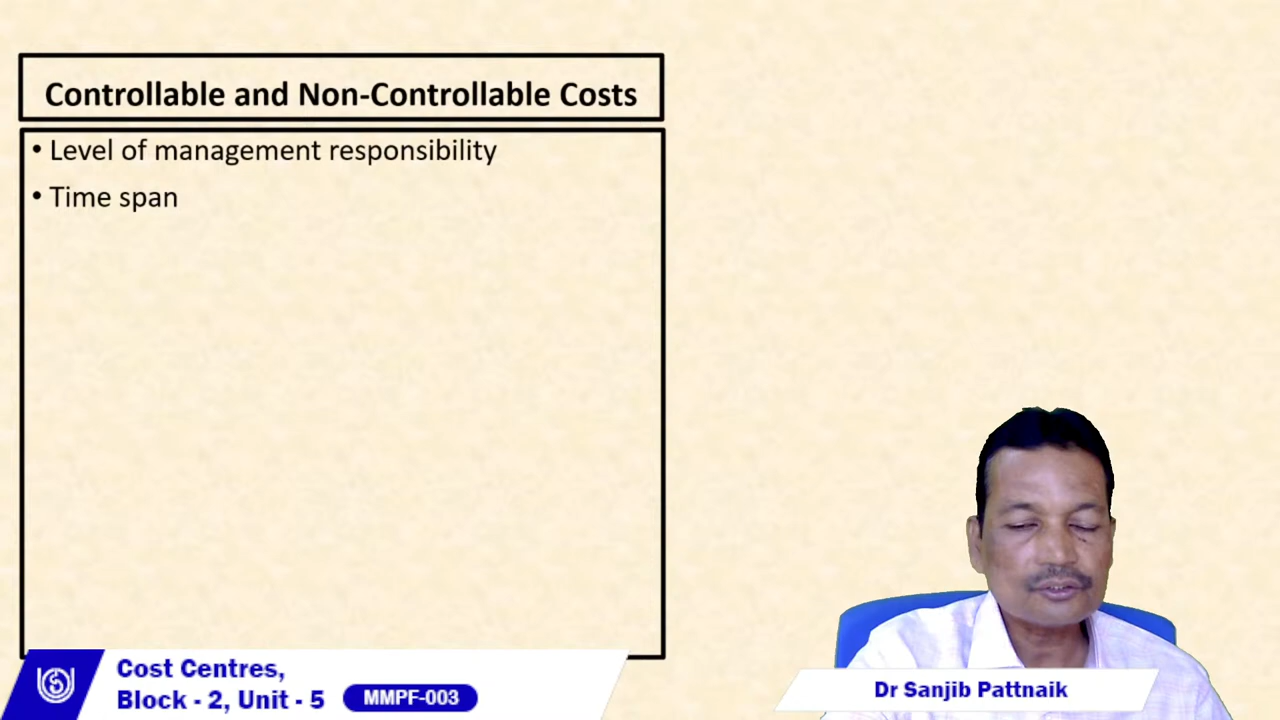 Controllable and Non-Controllable Costs
• Level of management responsibility
• Time span
Cost Centres,
Block - 2, Unit - 5
MMPF-003
Dr Sanjib Pattnaik